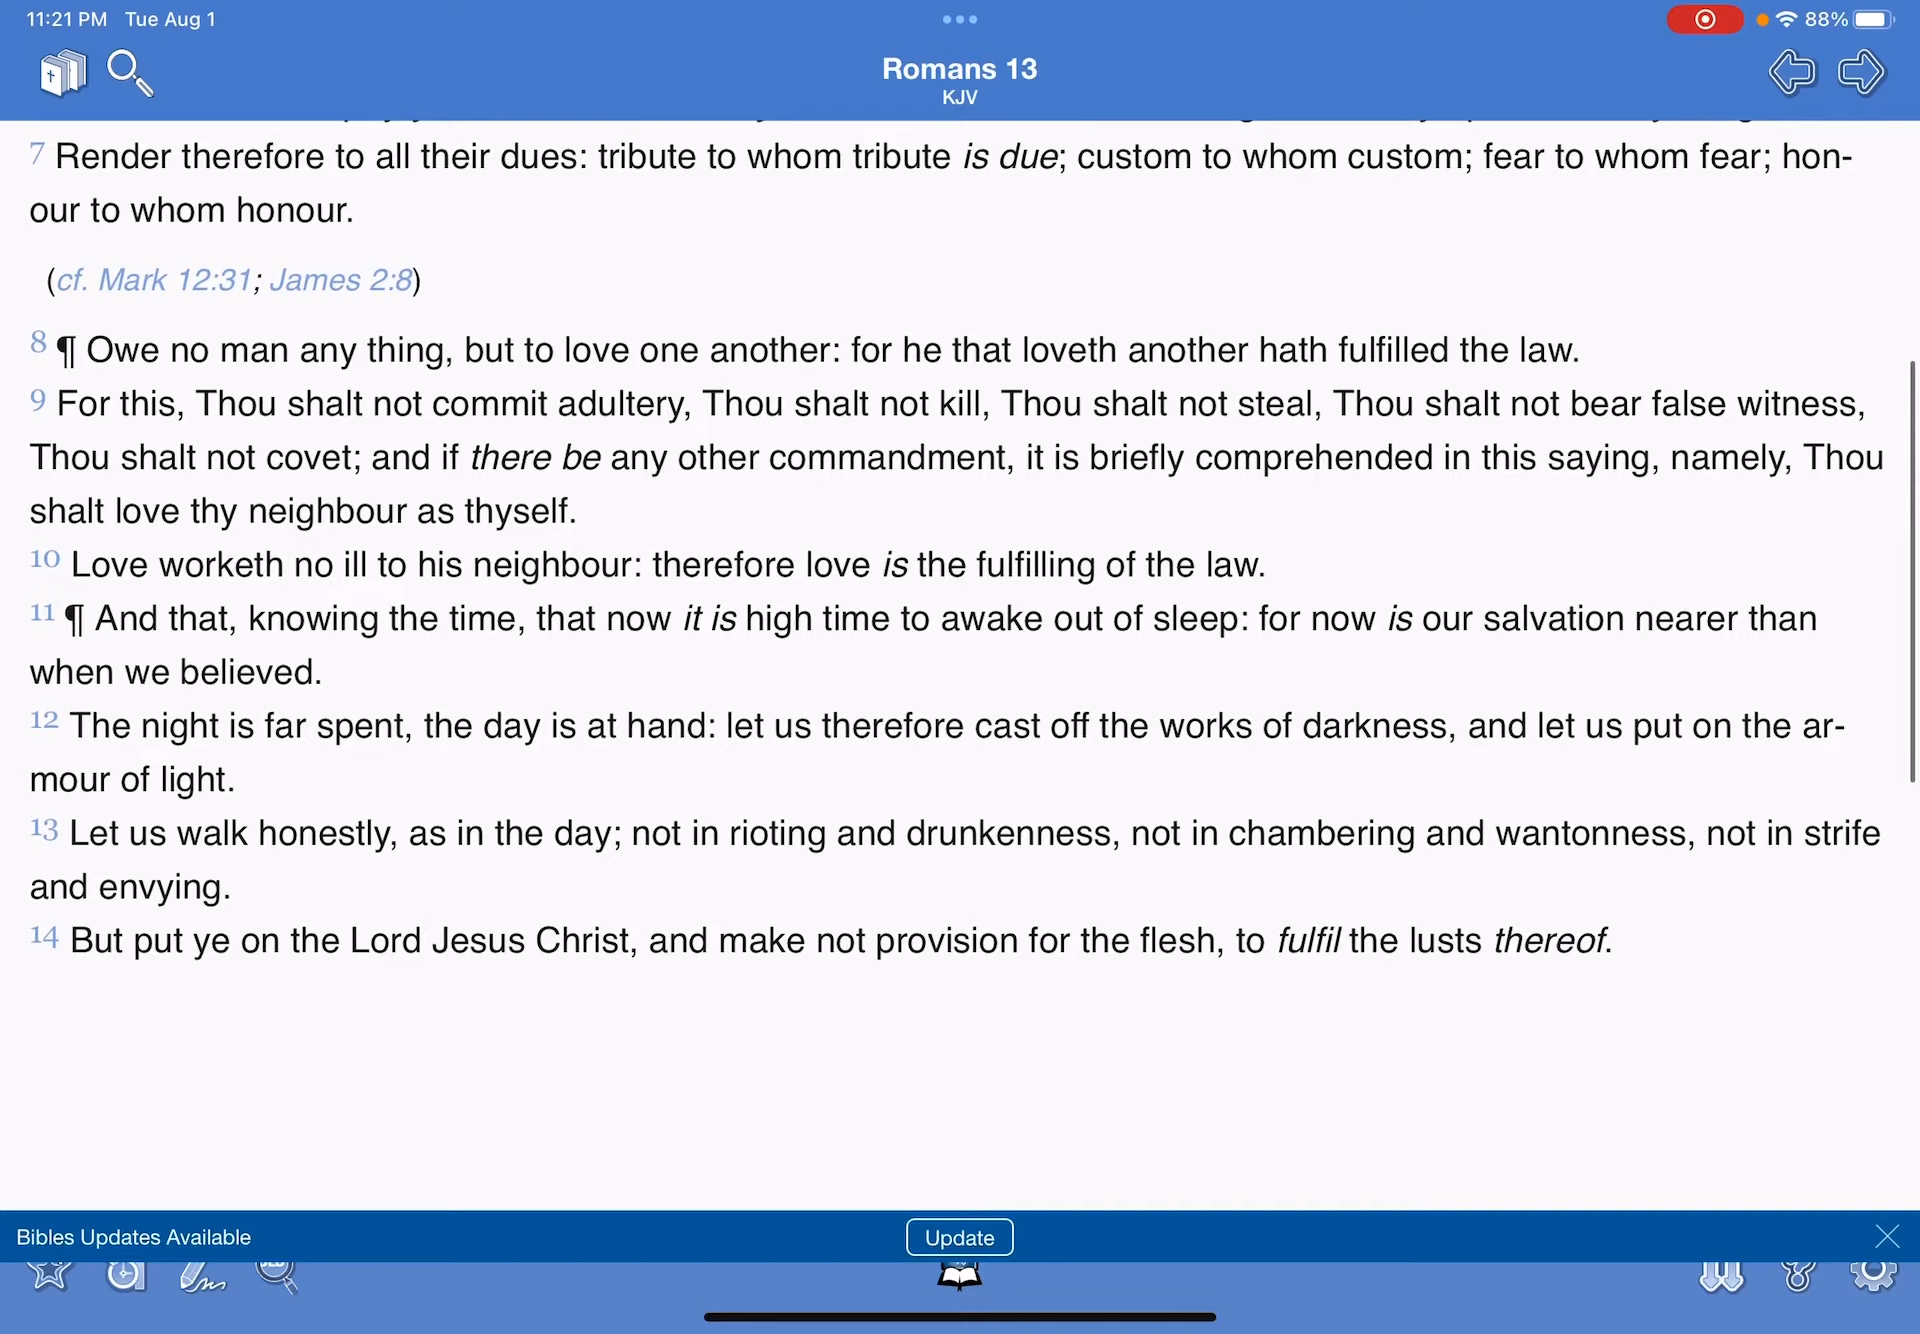 11:21 PM Tue Aug 1
88%
Romans 13
KJV
7 Render therefore to all their dues: tribute to whom tribute is due; custom to whom custom; fear to whom fear; hon-
our to whom honour.
(cf. Mark 12:31; James 2:8)
8 ¶ Owe no man any thing, but to love one another: for he that loveth another hath fulfilled the law.
9 For this, Thou shalt not commit adultery, Thou shalt not kill, Thou shalt not steal, Thou shalt not bear false witness,
Thou shalt not covet; and if there be any other commandment, it is briefly comprehended in this saying, namely, Thou
shalt love thy neighbour as thyself.
10 Love worketh no ill to his neighbour: therefore love is the fulfilling of the law.
11 ¶ And that, knowing the time, that now it is high time to awake out of sleep: for now is our salvation nearer than
when we believed.
12 The night is far spent, the day is at hand: let us therefore cast off the works of darkness, and let us put on the ar-
mour of light.
13 Let us walk honestly, as in the day; not in rioting and drunkenness, not in chambering and wantonness, not in strife
and envying.
14 But put ye on the Lord Jesus Christ, and make not provision for the flesh, to fulfil the lusts thereof.
Bibles Updates Available
Update